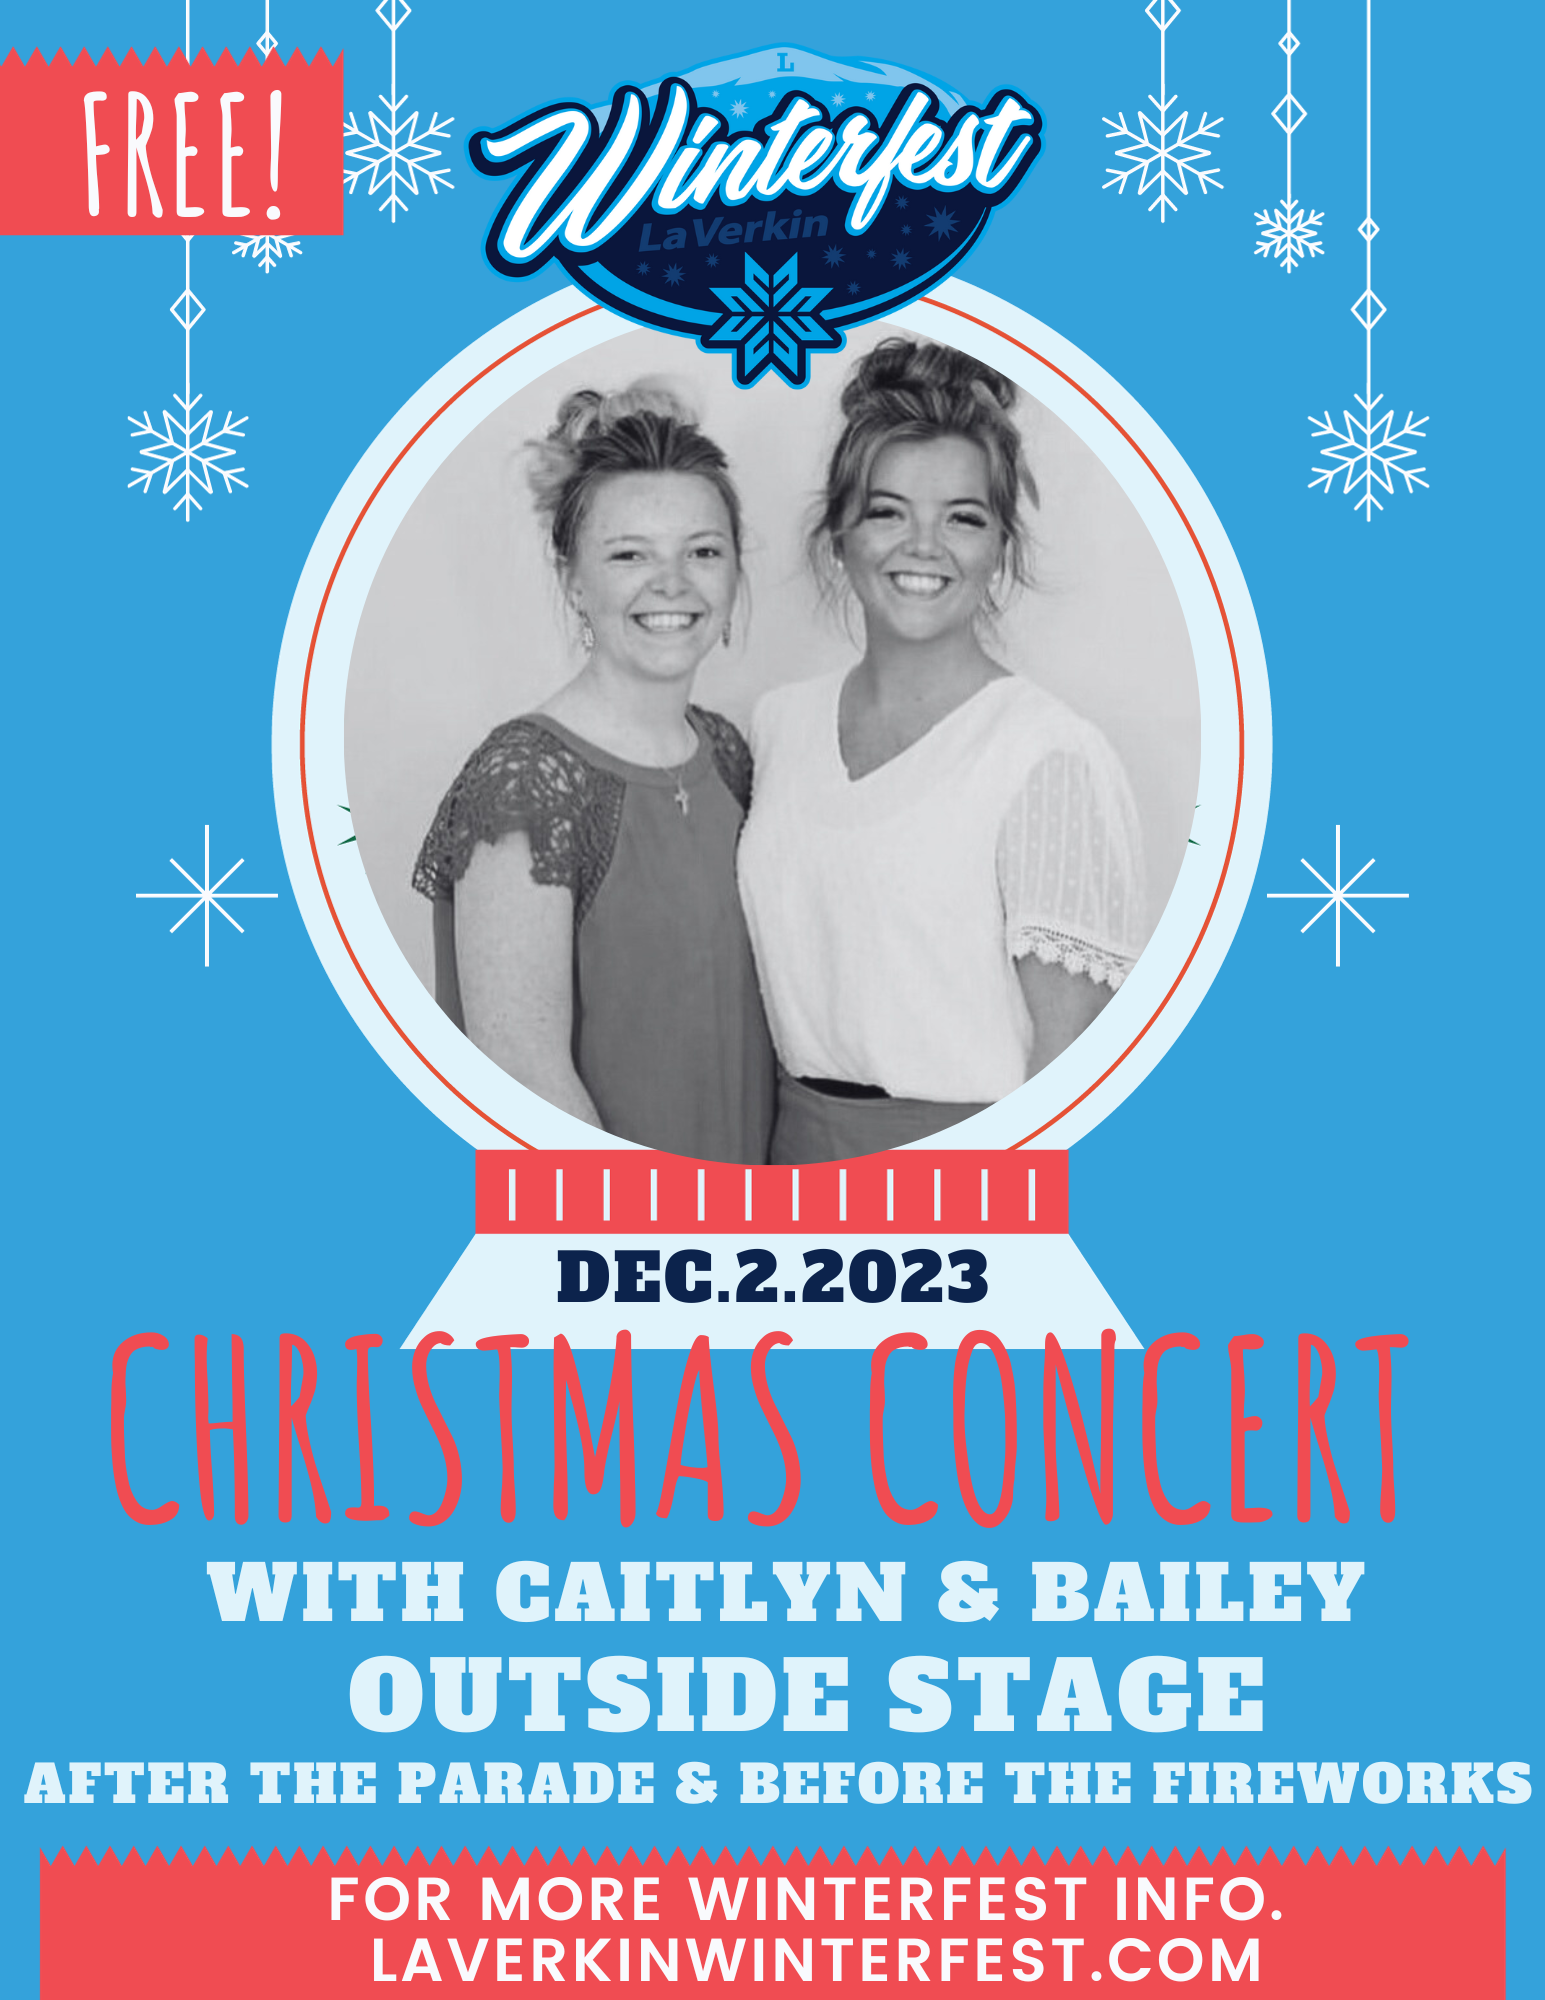 FREE!
L
Winterfest
LaVerkin
DEC.2.2023
CHRISTMAS CONCERT
WITH CAITLYN & BAILEY
OUTSIDE STAGE
AFTER THE PARADE & BEFORE THE FIREWORKS
FOR MORE WINTERFEST INFO.
LAVERKINWINTERFEST.COM